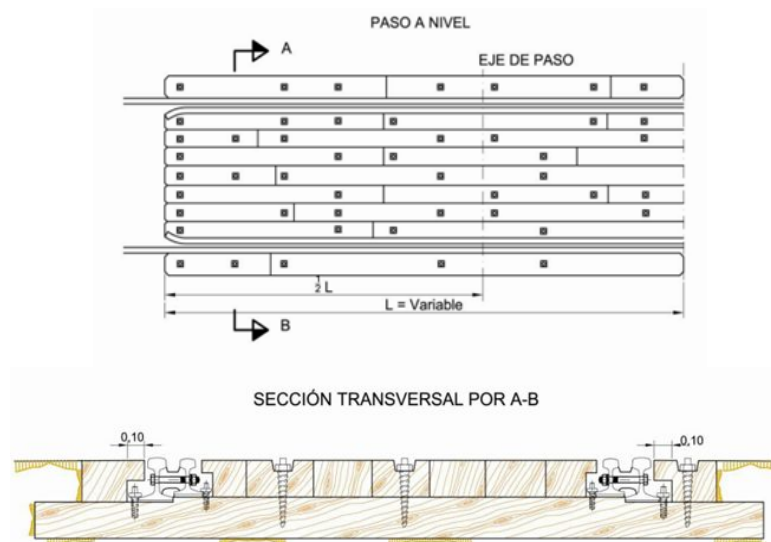 PASO A NIVEL
A
EJE DE PASO
1/2 L
L = Variable
B
SECCIÓN TRANSVERSAL POR A-B
0,10
0,10